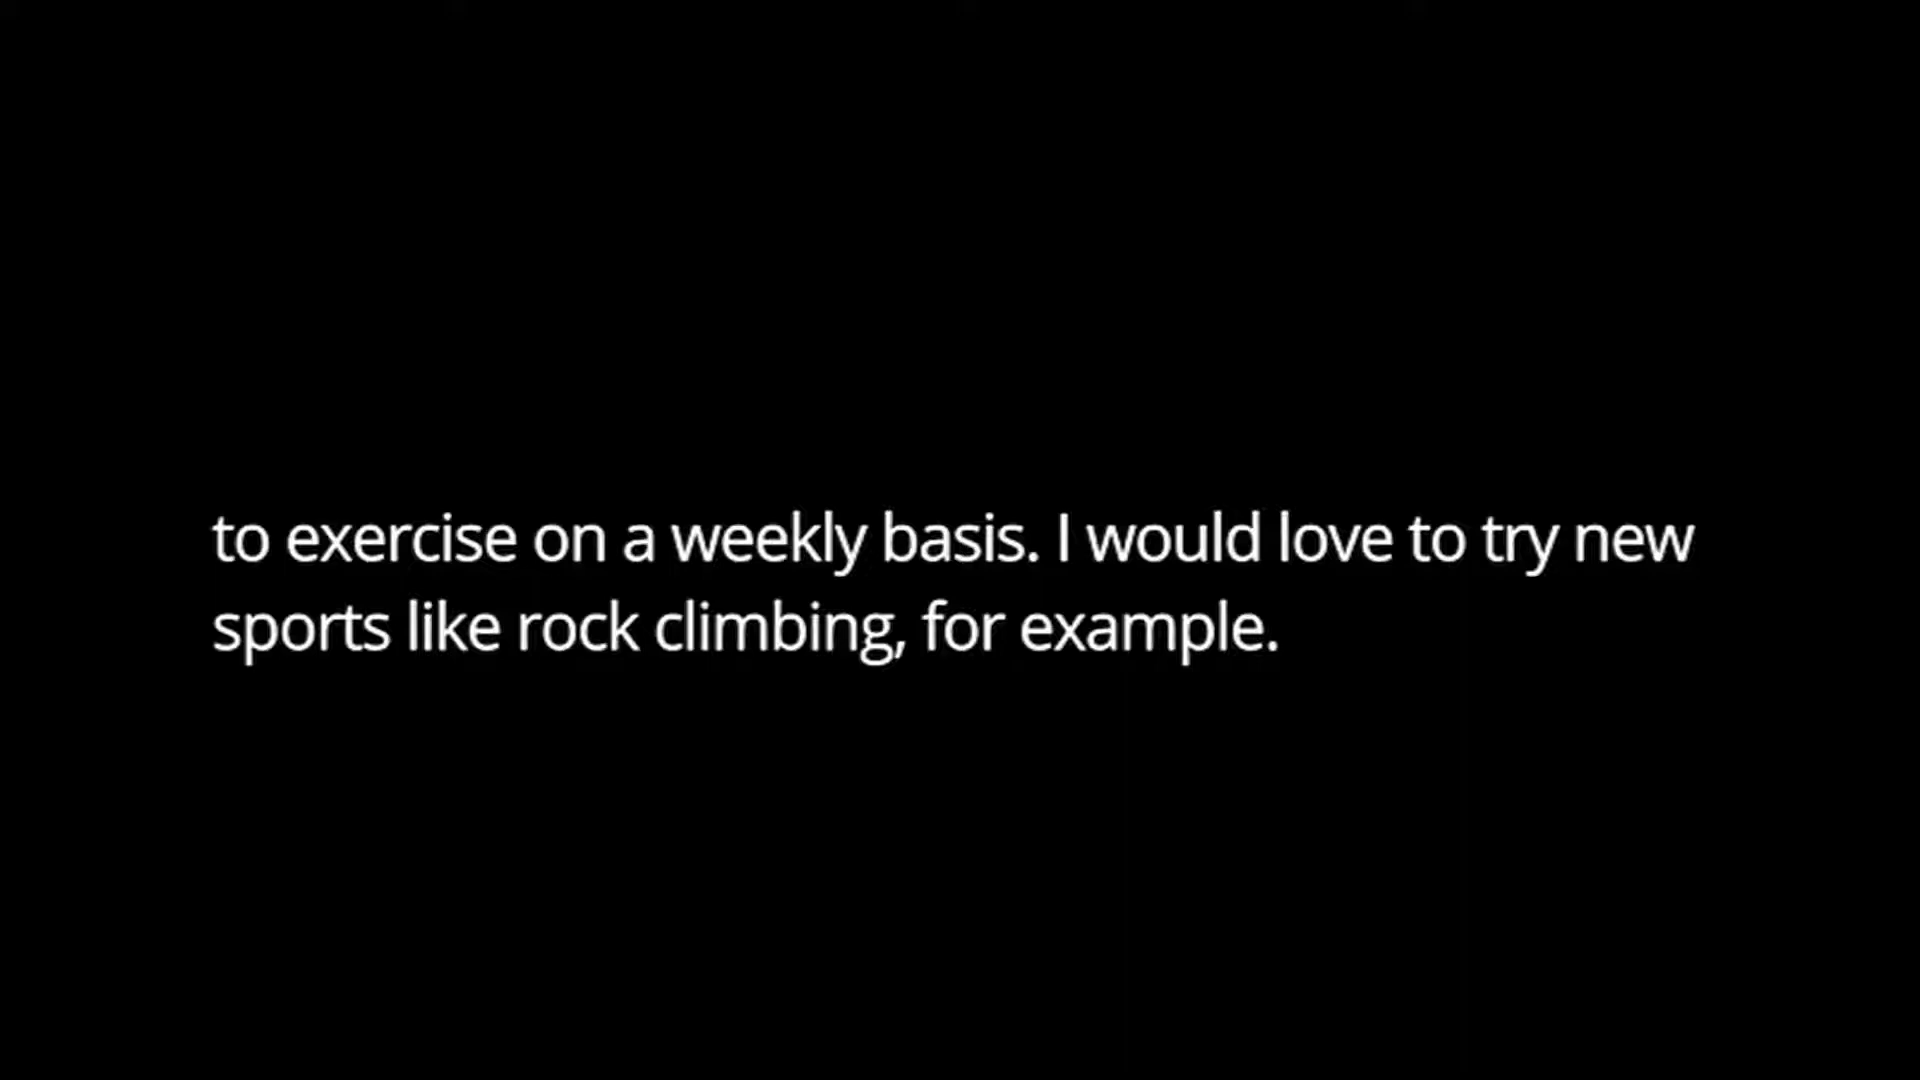 to exercise on a weekly basis. I would love to try new
sports like rock climbing, for example.